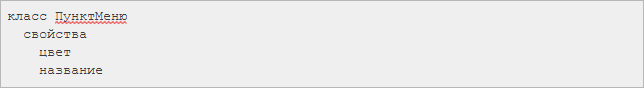 класс ПунктМеню
  свойства
    цвет
    название